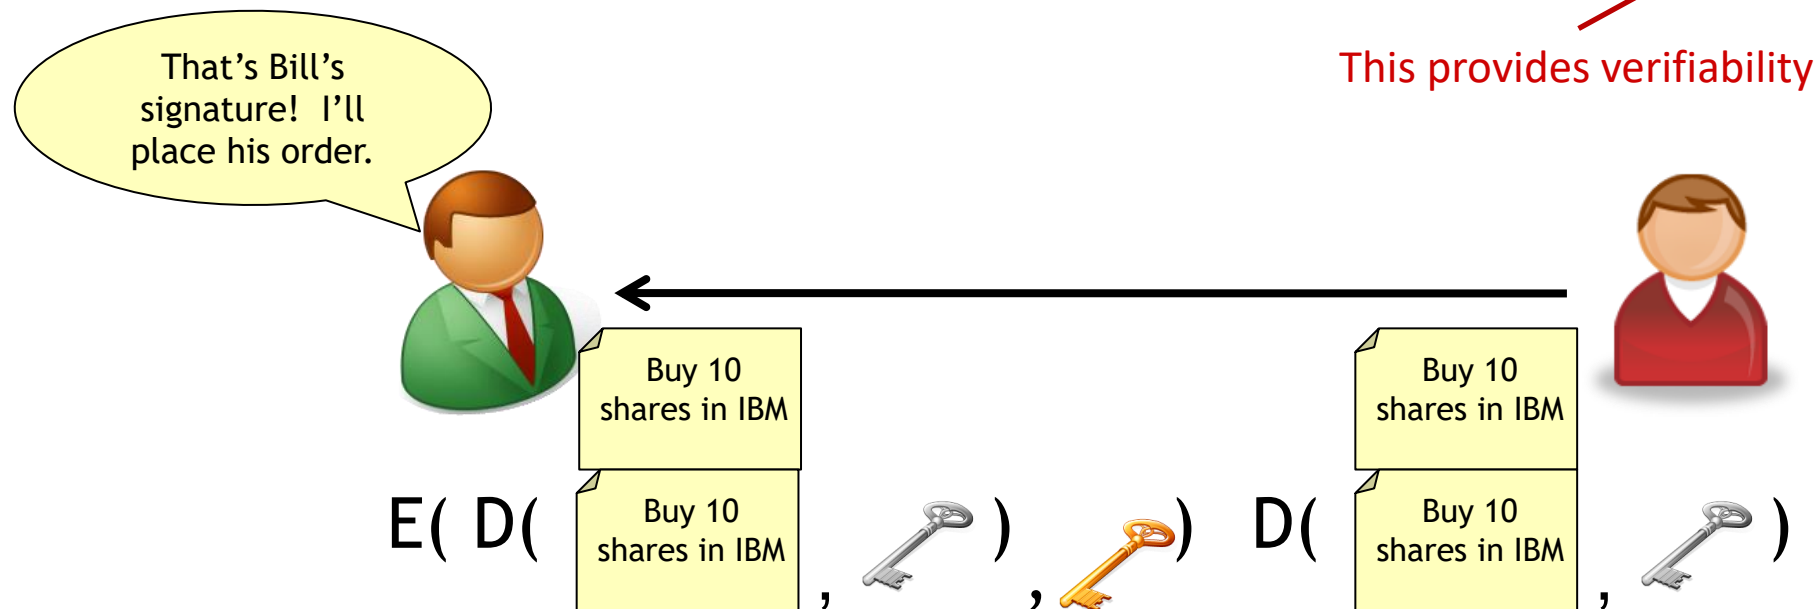 This provides verifiability
That's Bill's
signature! I'll
place his order.
Buy 10
shares in IBM
Buy 10
shares in IBM
E( D( Buy 10 shares in IBM , ) , ) D( Buy 10 shares in IBM , )